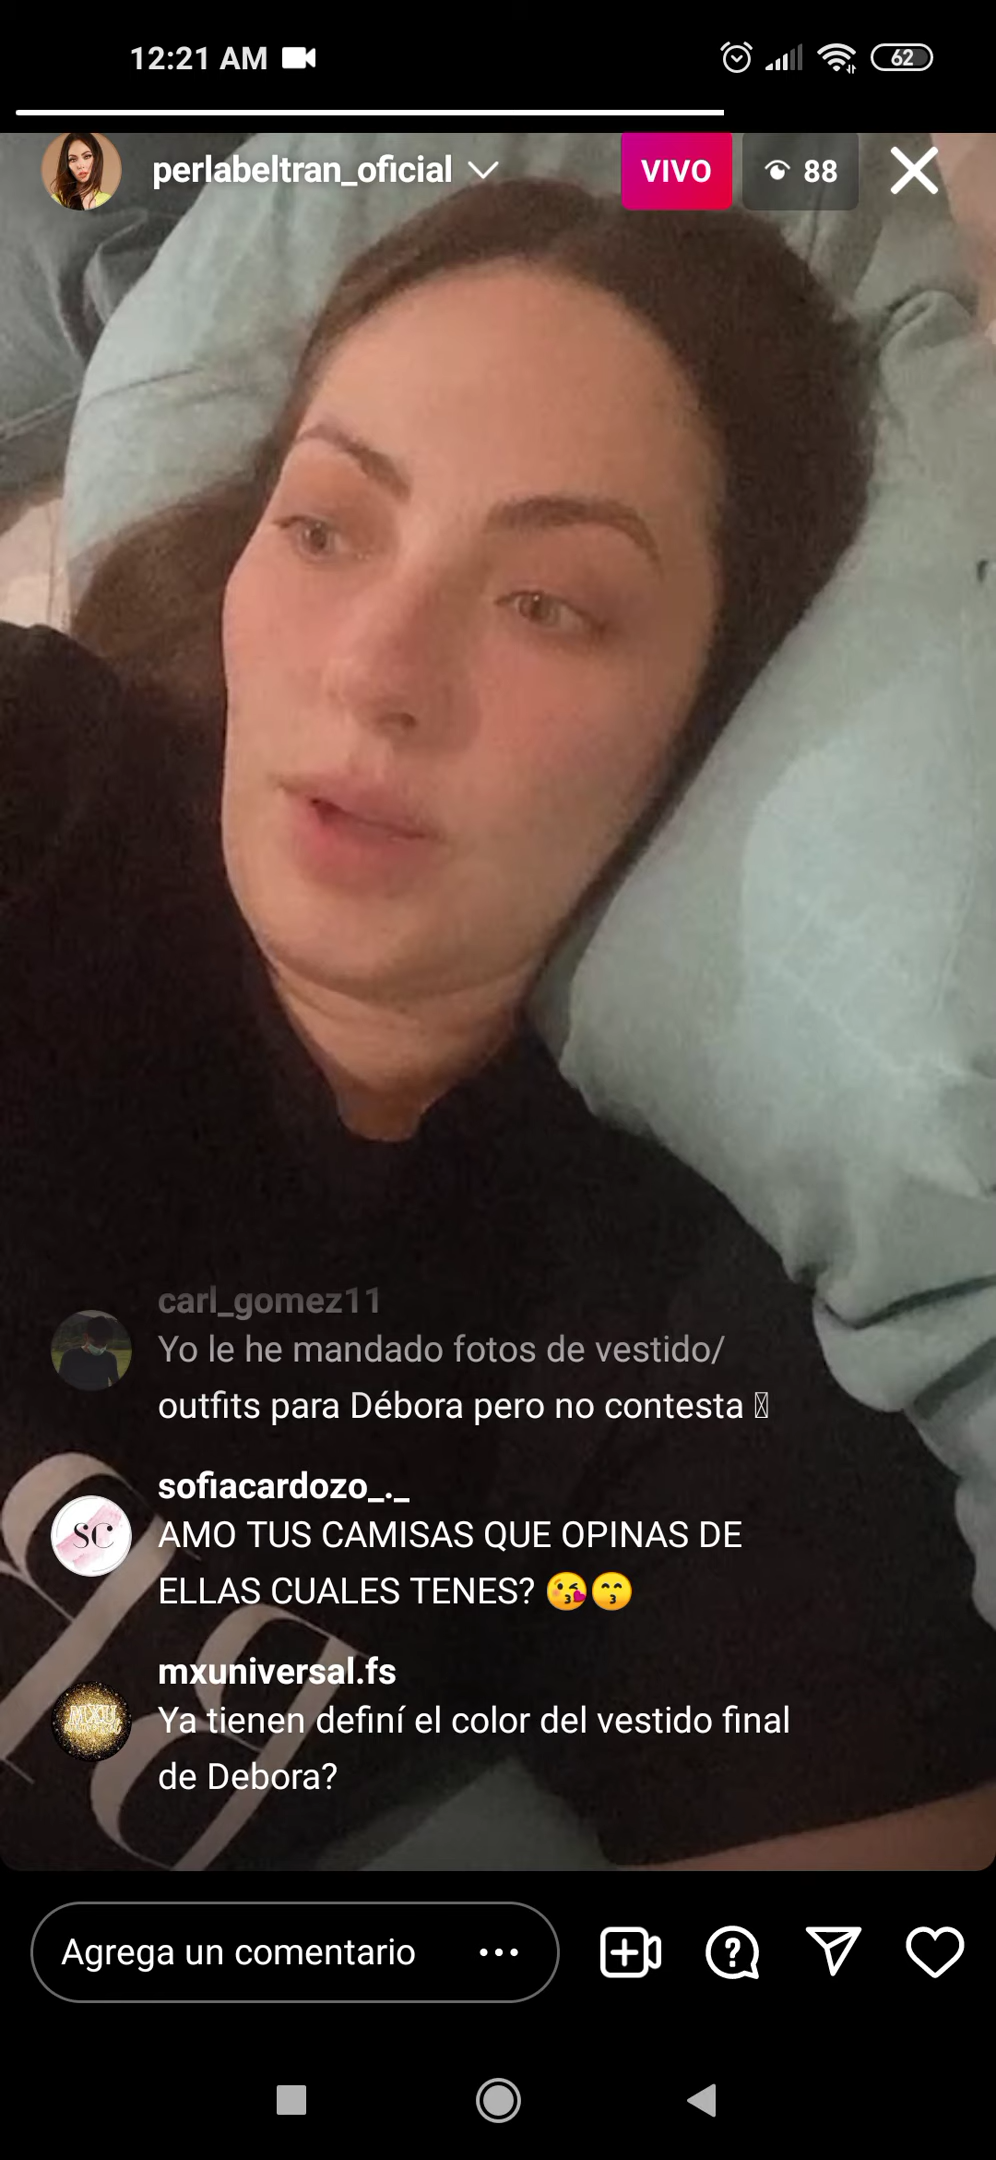 12:21 AM
62
perlabeltran_oficial
VIVO
88
carl_gomez11
Yo le he mandado fotos de vestido/
outfits para Débora pero no contesta
sofiacardozo_._
SC
AMO TUS CAMISAS QUE OPINAS DE
ELLAS CUALES TENES? 😘😙
mxuniversal.fs
MXU
Ya tienen definí el color del vestido final
de Debora?
Agrega un comentario